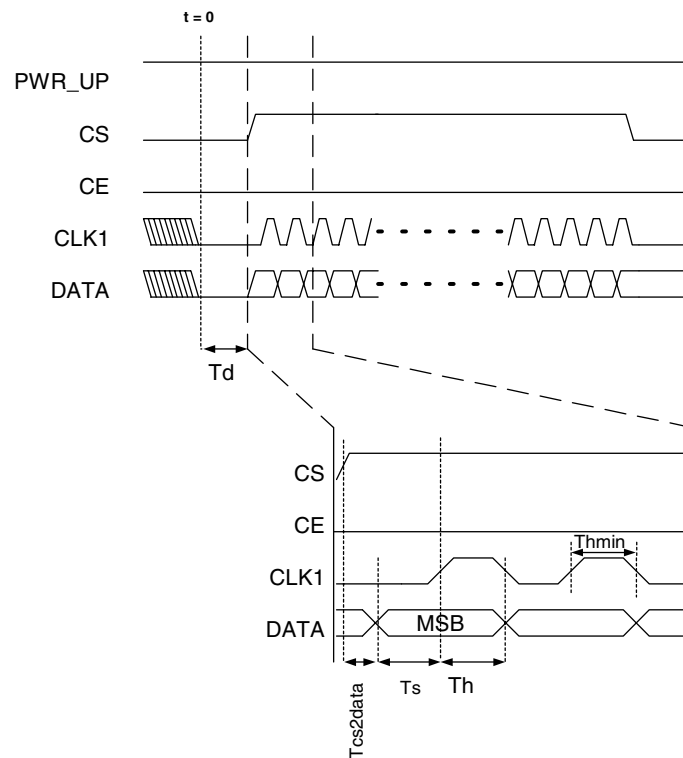 t = 0
PWR_UP
CS
CE
CLK1
DATA
Td
CS
CE
Thmin
CLK1
DATA
MSB
Tcs2data
Ts
Th